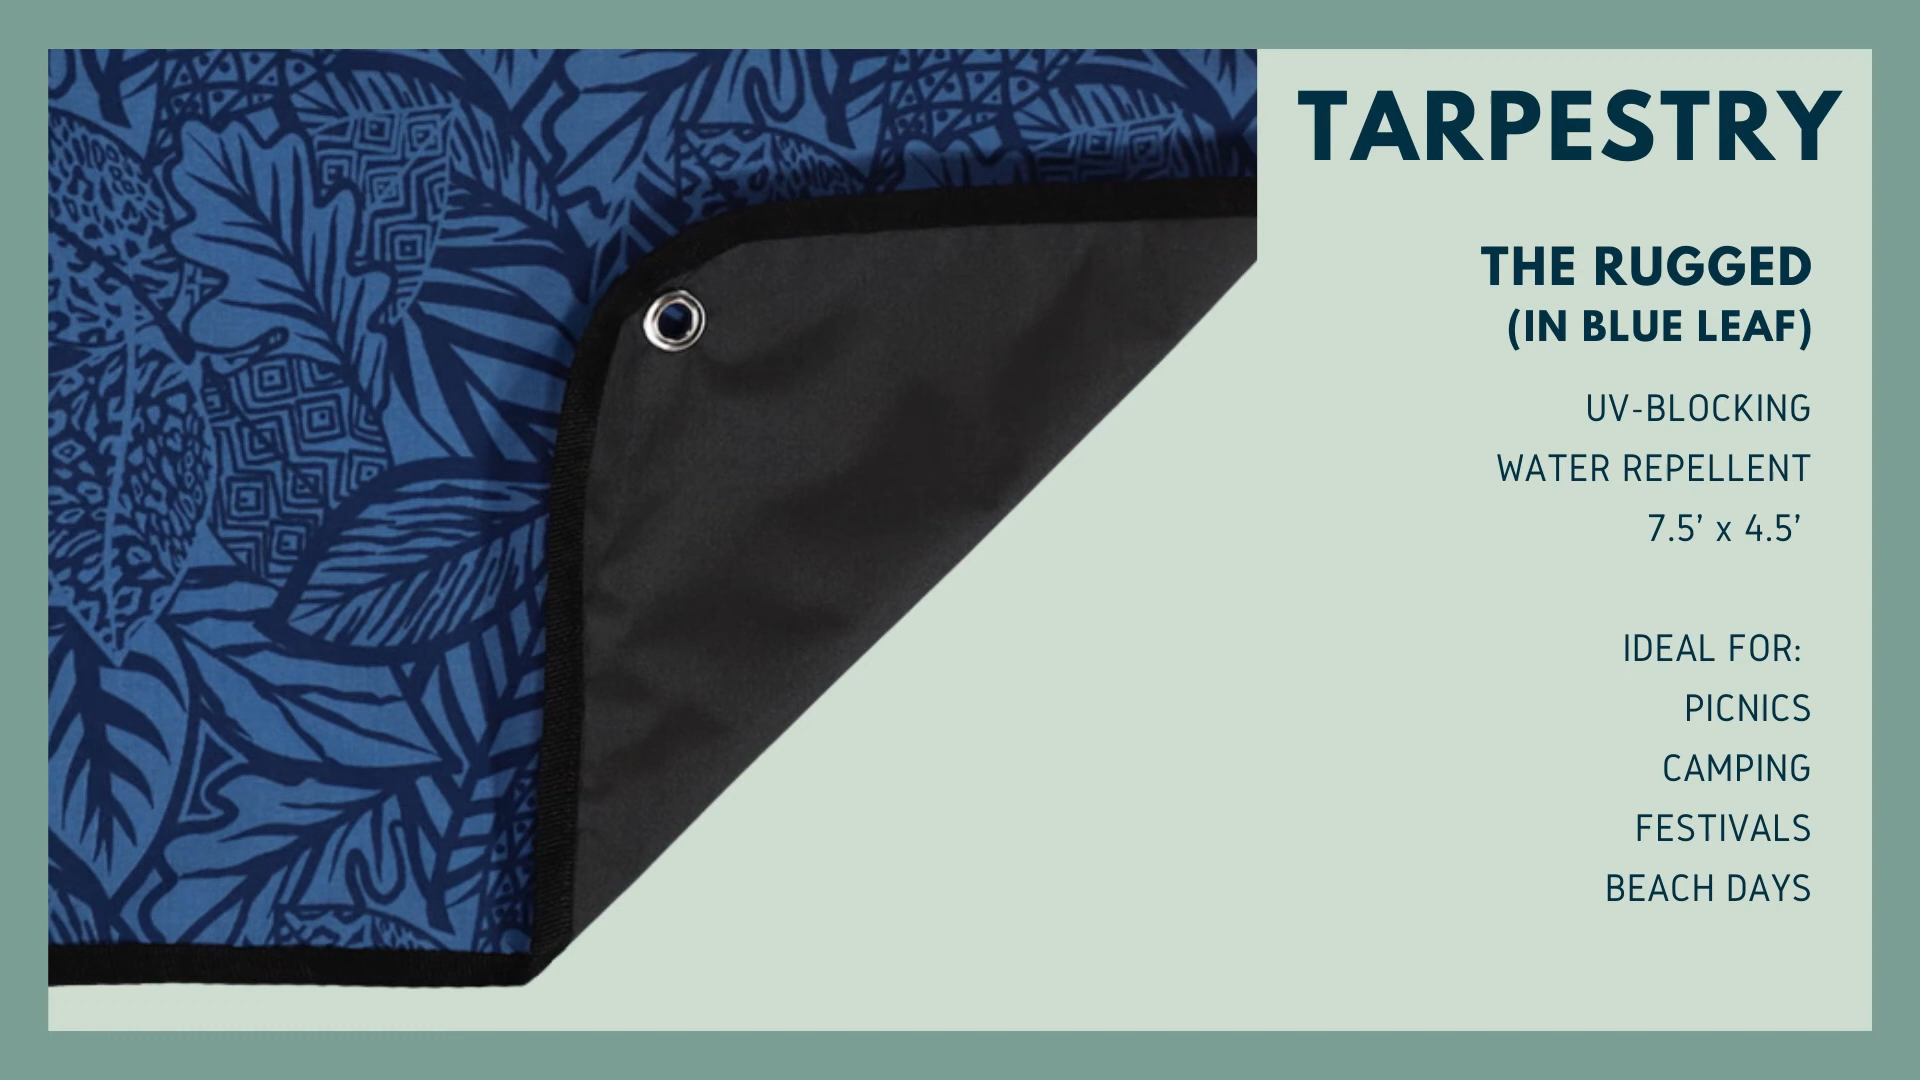 TARPESTRY
THE RUGGED
(IN BLUE LEAF)
UV-BLOCKING
WATER REPELLENT
7.5’ x 4.5’
IDEAL FOR:
PICNICS
CAMPING
FESTIVALS
BEACH DAYS